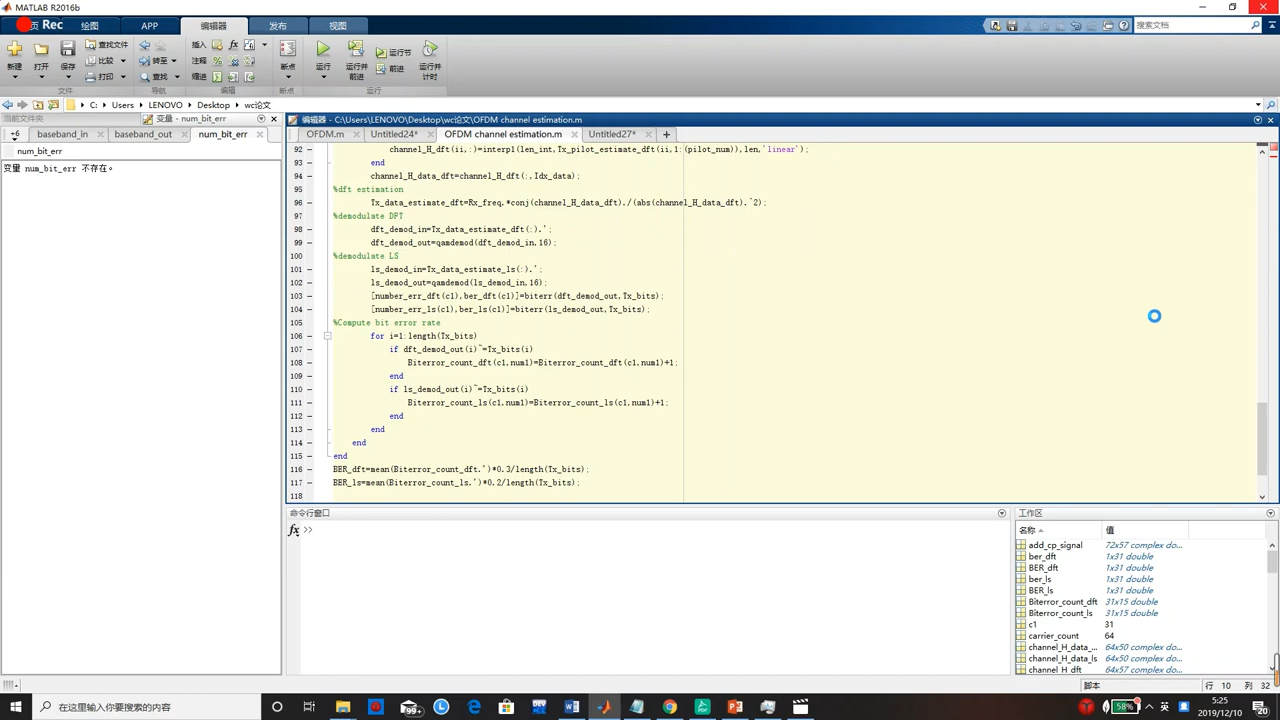 MATLAB R2016b
页 Rec 绘图 APP 编辑器 发布 视图
搜索文档
新建 打开 保存 查找文件 比较 打印 转至 查找 插入 注释 缩进 断点 运行 运行并前进 运行节 前进 运行并计时
文件 编辑 断点 运行
C: Users LENOVO Desktop wc论文
当前文件夹
变量 - num_bit_err
+6 baseband_in baseband_out num_bit_err
num_bit_err
变量 num_bit_err 不存在。
编辑器 - C:\Users\LENOVO\Desktop\wc论文\OFDM channel estimation.m
OFDM.m Untitled24* OFDM channel estimation.m Untitled27* +
92 channel_H_dft(ii,:)=interp1(len_int,Tx_pilot_estimate_dft(ii,1:(pilot_num)),len,'linear');
93 end
94 channel_H_data_dft=channel_H_dft(:,Idx_data);
95 %dft estimation
96 Tx_data_estimate_dft=Rx_freq.*conj(channel_H_data_dft)./(abs(channel_H_data_dft).^2);
97 %demodulate DFT
98 dft_demod_in=Tx_data_estimate_dft(:).';
99 dft_demod_out=qamdemod(dft_demod_in,16);
100 %demodulate LS
101 ls_demod_in=Tx_data_estimate_ls(:).';
102 ls_demod_out=qamdemod(ls_demod_in,16);
103 [number_err_dft(c1),ber_dft(c1)]=biterr(dft_demod_out,Tx_bits);
104 [number_err_ls(c1),ber_ls(c1)]=biterr(ls_demod_out,Tx_bits);
105 %Compute bit error rate
106 for i=1:length(Tx_bits)
107 if dft_demod_out(i)~=Tx_bits(i)
108 Biterror_count_dft(c1,num1)=Biterror_count_dft(c1,num1)+1;
109 end
110 if ls_demod_out(i)~=Tx_bits(i)
111 Biterror_count_ls(c1,num1)=Biterror_count_ls(c1,num1)+1;
112 end
113 end
114 end
115 end
116 BER_dft=mean(Biterror_count_dft.')*0.3/length(Tx_bits);
117 BER_ls=mean(Biterror_count_ls.')*0.2/length(Tx_bits);
118
命令行窗口
fx >>
工作区
名称 值
add_cp_signal 72x57 complex do...
ber_dft 1x31 double
BER_dft 1x31 double
ber_ls 1x31 double
BER_ls 1x31 double
Biterror_count_dft 31x15 double
Biterror_count_ls 31x15 double
c1 31
carrier_count 64
channel_H_data_... 64x50 complex do...
channel_H_data_ls 64x50 complex do...
channel_H_dft 64x57 complex do...
脚本 行 10 列 32
在这里输入你要搜索的内容
99+
58%
英
5:25
2019/12/10
20